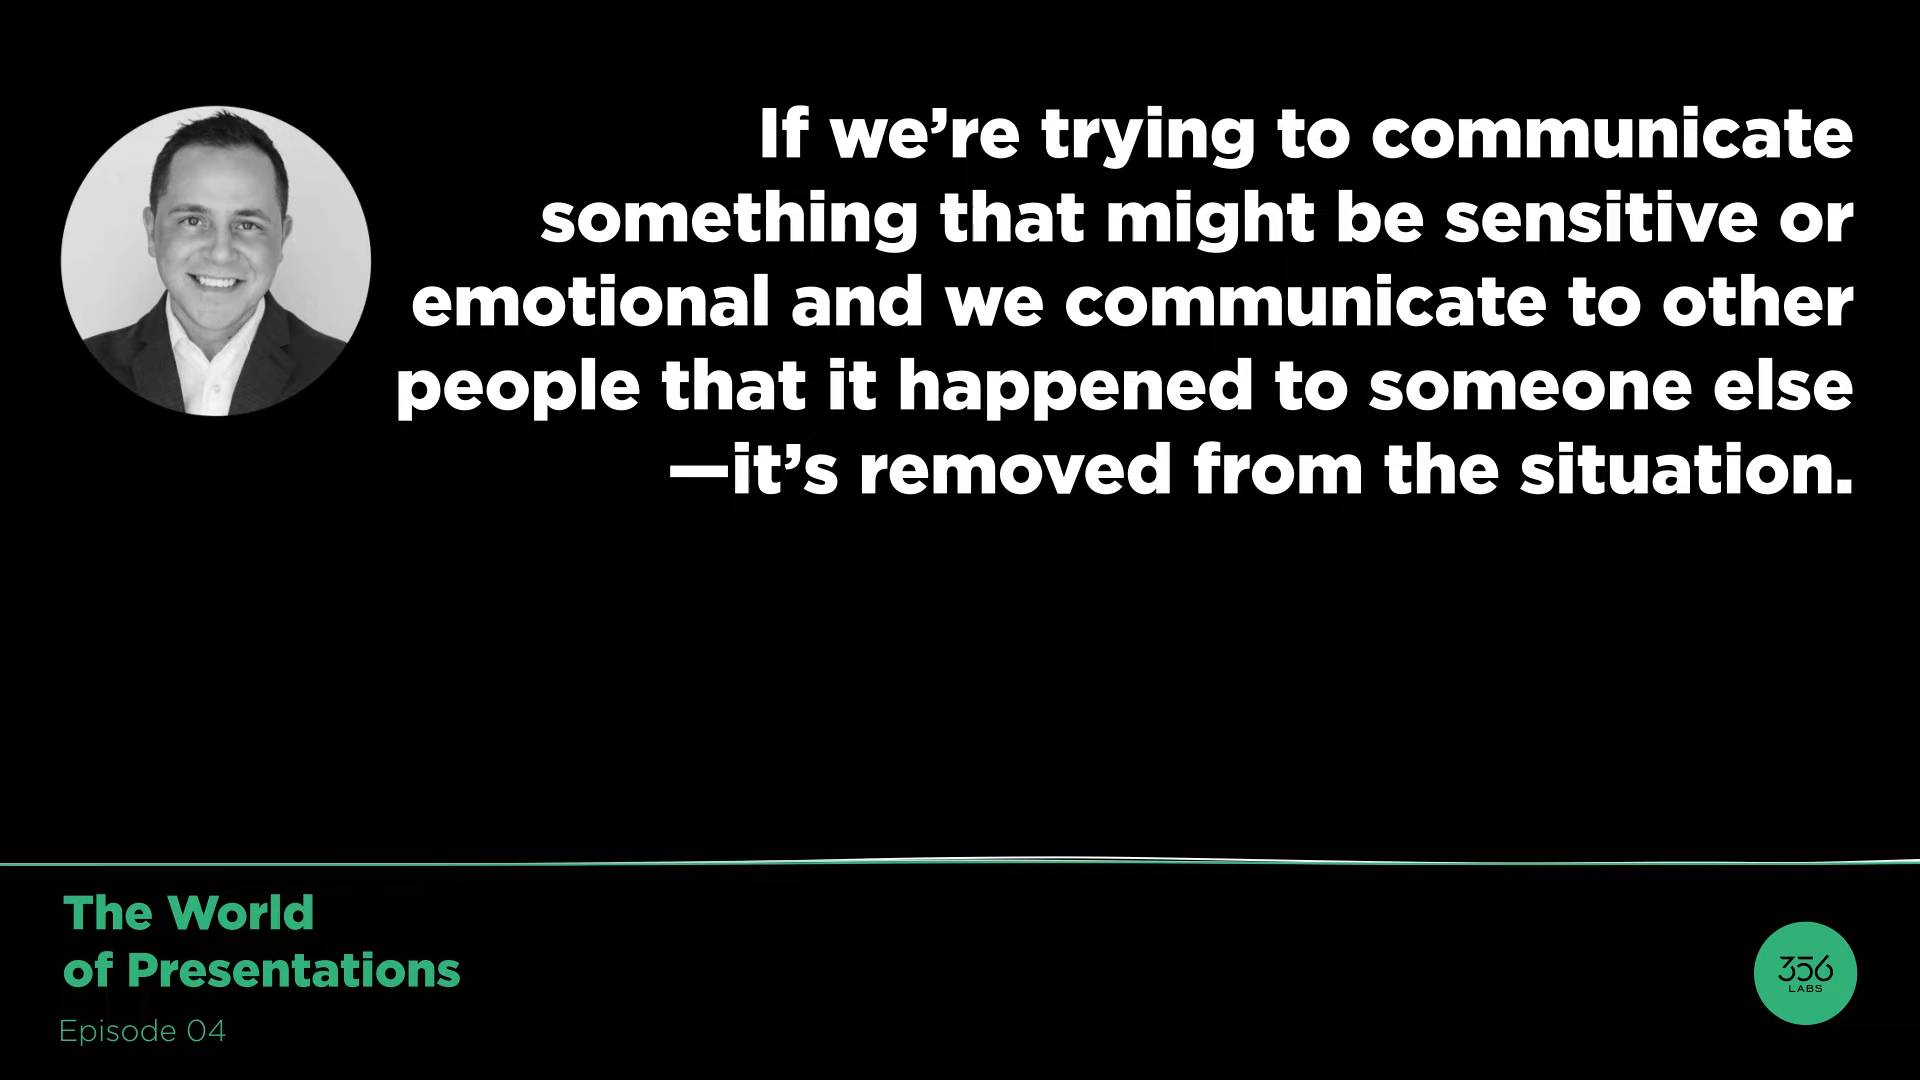 If we’re trying to communicate
something that might be sensitive or
emotional and we communicate to other
people that it happened to someone else
—it’s removed from the situation.
The World
of Presentations
Episode 04
356
LABS